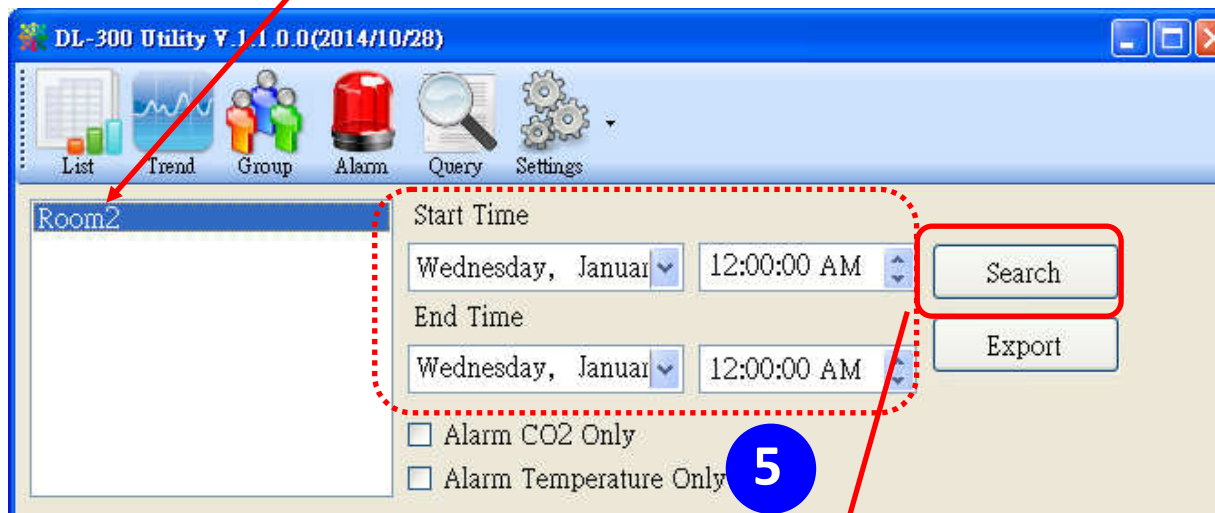 DL-300 Utility V.1.1.0.0(2014/10/28)
List Trend Group Alarm Query Settings
Room2
Start Time
Wednesday, Januar 12:00:00 AM
Search
End Time
Wednesday, Januar 12:00:00 AM
Export
Alarm CO2 Only
Alarm Temperature Only
5